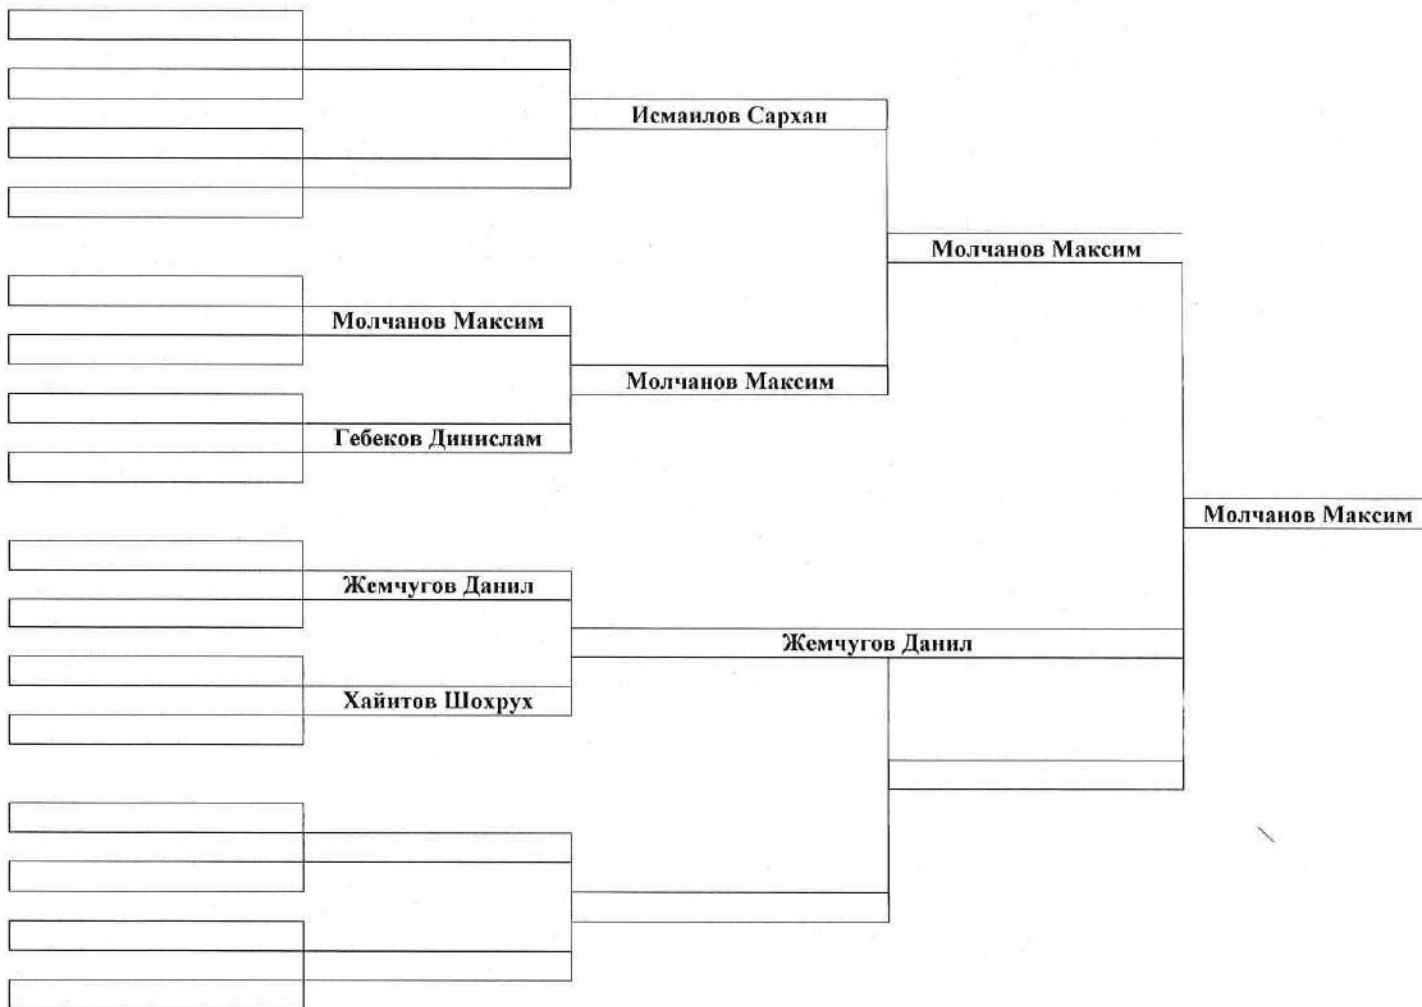 Исмаилов Сархан
Молчанов Максим
Молчанов Максим
Молчанов Максим
Гебеков Динислам
Молчанов Максим
Жемчугов Данил
Жемчугов Данил
Хайитов Шохрух